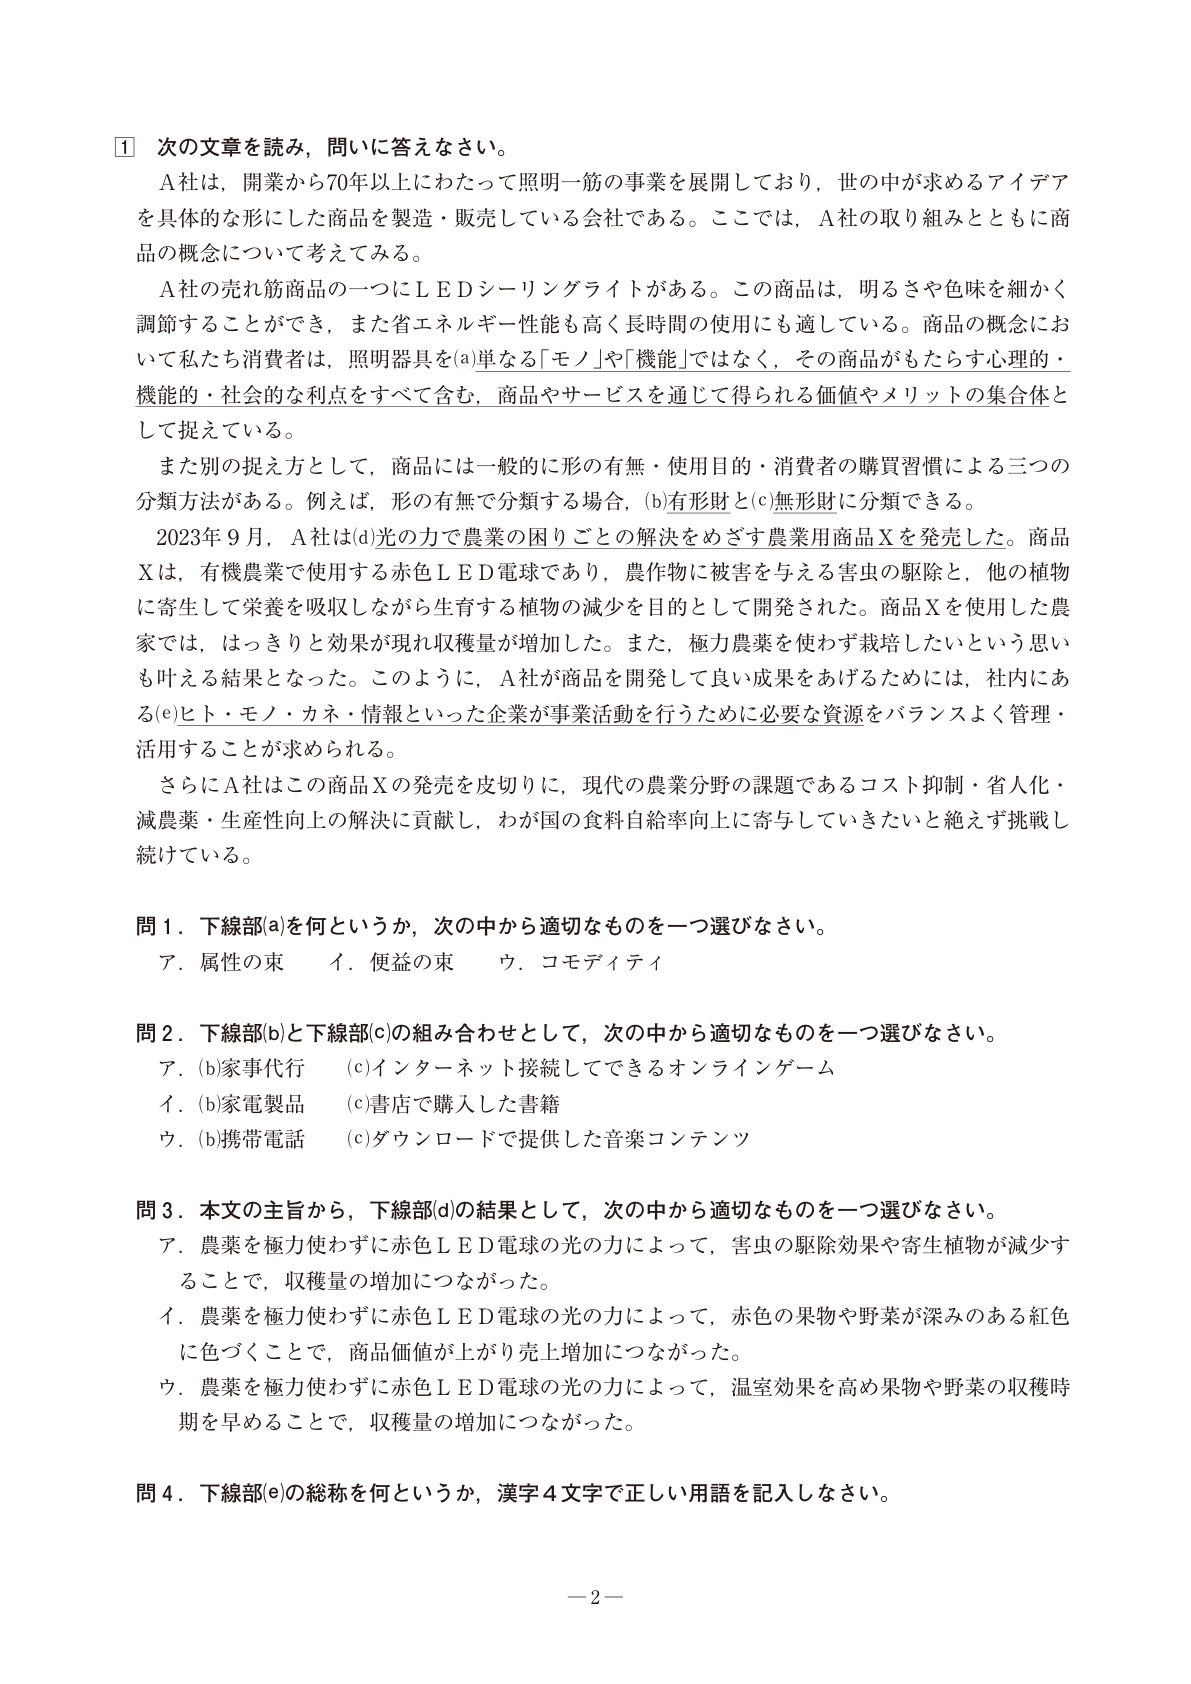 1 次の文章を読み，問いに答えなさい。
Ａ社は，開業から70年以上にわたって照明一筋の事業を展開しており，世の中が求めるアイデア
を具体的な形にした商品を製造・販売している会社である。ここでは，Ａ社の取り組みとともに商
品の概念について考えてみる。
Ａ社の売れ筋商品の一つにＬＥＤシーリングライトがある。この商品は，明るさや色味を細かく
調節することができ，また省エネルギー性能も高く長時間の使用にも適している。商品の概念にお
いて私たち消費者は，照明器具を(a)単なる「モノ」や「機能」ではなく，その商品がもたらす心理的・
機能的・社会的な利点をすべて含む，商品やサービスを通じて得られる価値やメリットの集合体と
して捉えている。
また別の捉え方として，商品には一般的に形の有無・使用目的・消費者の購買習慣による三つの
分類方法がある。例えば，形の有無で分類する場合，(b)有形財と(c)無形財に分類できる。
2023年９月，Ａ社は(d)光の力で農業の困りごとの解決をめざす農業用商品Ｘを発売した。商品
Ｘは，有機農業で使用する赤色ＬＥＤ電球であり，農作物に被害を与える害虫の駆除と，他の植物
に寄生して栄養を吸収しながら生育する植物の減少を目的として開発された。商品Ｘを使用した農
家では，はっきりと効果が現れ収穫量が増加した。また，極力農薬を使わず栽培したいという思い
も叶える結果となった。このように，Ａ社が商品を開発して良い成果をあげるためには，社内にあ
る(e)ヒト・モノ・カネ・情報といった企業が事業活動を行うために必要な資源をバランスよく管理・
活用することが求められる。
さらにＡ社はこの商品Ｘの発売を皮切りに，現代の農業分野の課題であるコスト抑制・省人化・
減農薬・生産性向上の解決に貢献し，わが国の食料自給率向上に寄与していきたいと絶えず挑戦し
続けている。
問１．下線部(a)を何というか，次の中から適切なものを一つ選びなさい。
ア．属性の束　　イ．便益の束　　ウ．コモディティ
問２．下線部(b)と下線部(c)の組み合わせとして，次の中から適切なものを一つ選びなさい。
ア．(b)家事代行　　(c)インターネット接続してできるオンラインゲーム
イ．(b)家電製品　　(c)書店で購入した書籍
ウ．(b)携帯電話　　(c)ダウンロードで提供した音楽コンテンツ
問３．本文の主旨から，下線部(d)の結果として，次の中から適切なものを一つ選びなさい。
ア．農薬を極力使わずに赤色ＬＥＤ電球の光の力によって，害虫の駆除効果や寄生植物が減少す
ることで，収穫量の増加につながった。
イ．農薬を極力使わずに赤色ＬＥＤ電球の光の力によって，赤色の果物や野菜が深みのある紅色
に色づくことで，商品価値が上がり売上増加につながった。
ウ．農薬を極力使わずに赤色ＬＥＤ電球の光の力によって，温室効果を高め果物や野菜の収穫時
期を早めることで，収穫量の増加につながった。
問４．下線部(e)の総称を何というか，漢字４文字で正しい用語を記入しなさい。
— 2 —